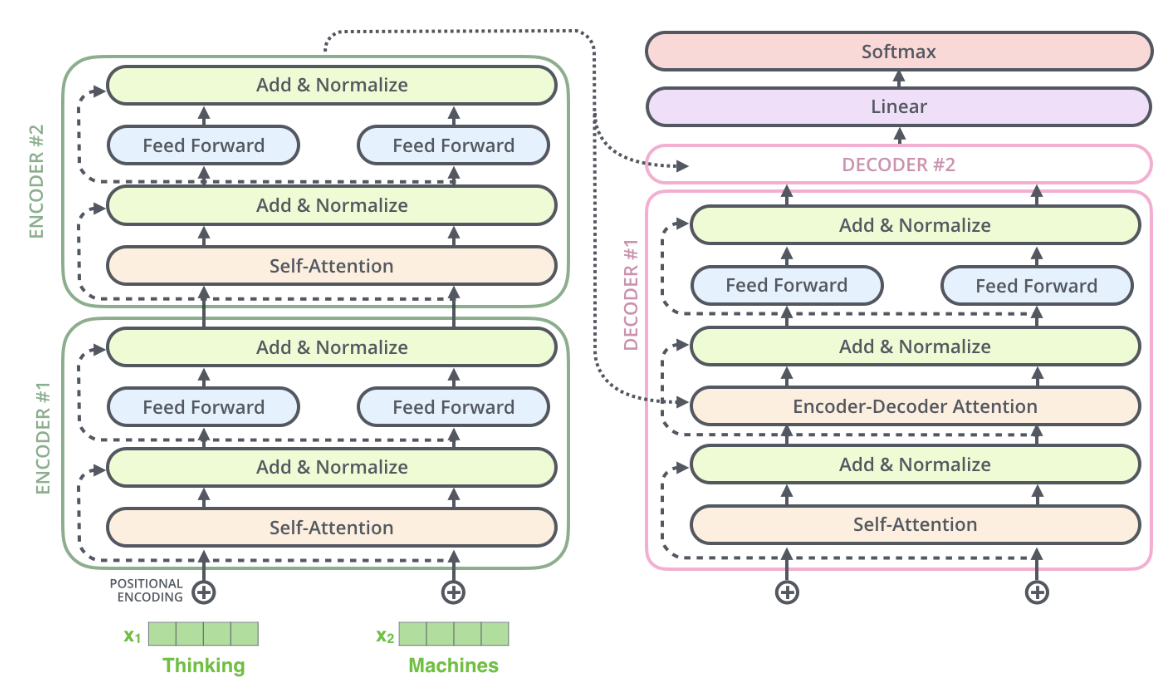 ENCODER #2
Add & Normalize
Feed Forward
Feed Forward
Add & Normalize
Self-Attention
ENCODER #1
Add & Normalize
Feed Forward
Feed Forward
Add & Normalize
Self-Attention
POSITIONAL
ENCODING
x₁
x₂
Thinking
Machines
Softmax
Linear
DECODER #2
DECODER #1
Add & Normalize
Feed Forward
Feed Forward
Add & Normalize
Encoder-Decoder Attention
Add & Normalize
Self-Attention